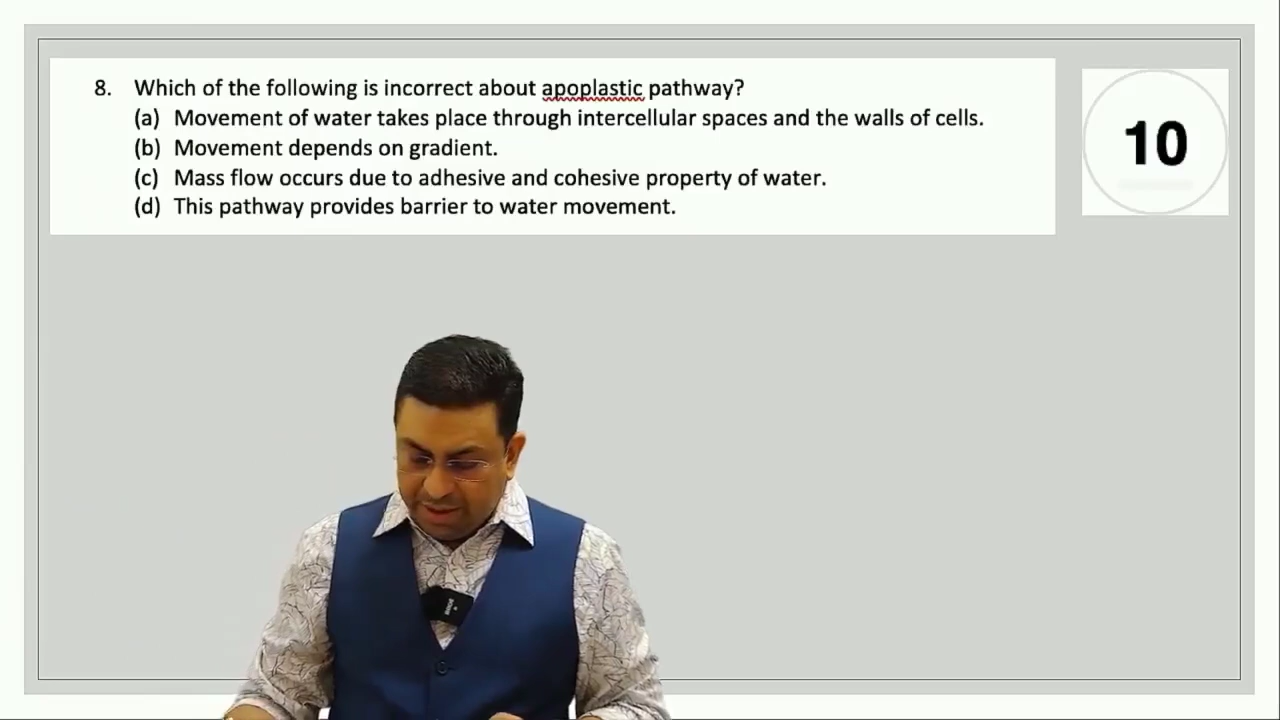 8. Which of the following is incorrect about apoplastic pathway?
(a) Movement of water takes place through intercellular spaces and the walls of cells.
(b) Movement depends on gradient.
(c) Mass flow occurs due to adhesive and cohesive property of water.
(d) This pathway provides barrier to water movement.
10